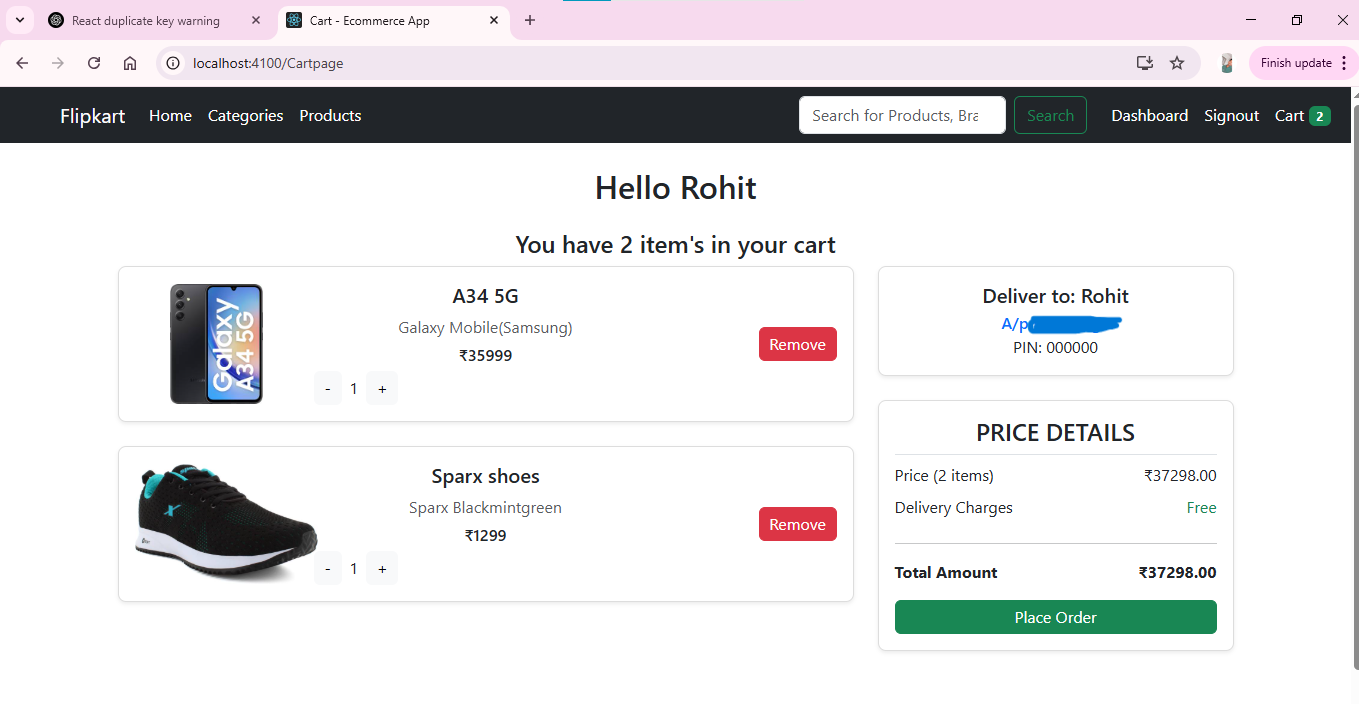 React duplicate key warning
Cart - Ecommerce App
localhost:4100/Cartpage
Finish update
Flipkart Home Categories Products
Search for Products, Bra
Search
Dashboard Signout Cart 2
Hello Rohit
You have 2 item's in your cart
Galaxy
A34 5G
A34 5G
Galaxy Mobile(Samsung)
₹35999
- 1 +
Remove
Sparx shoes
Sparx Blackmintgreen
₹1299
- 1 +
Remove
Deliver to: Rohit
A/p
PIN: 000000
PRICE DETAILS
Price (2 items) ₹37298.00
Delivery Charges Free
Total Amount ₹37298.00
Place Order